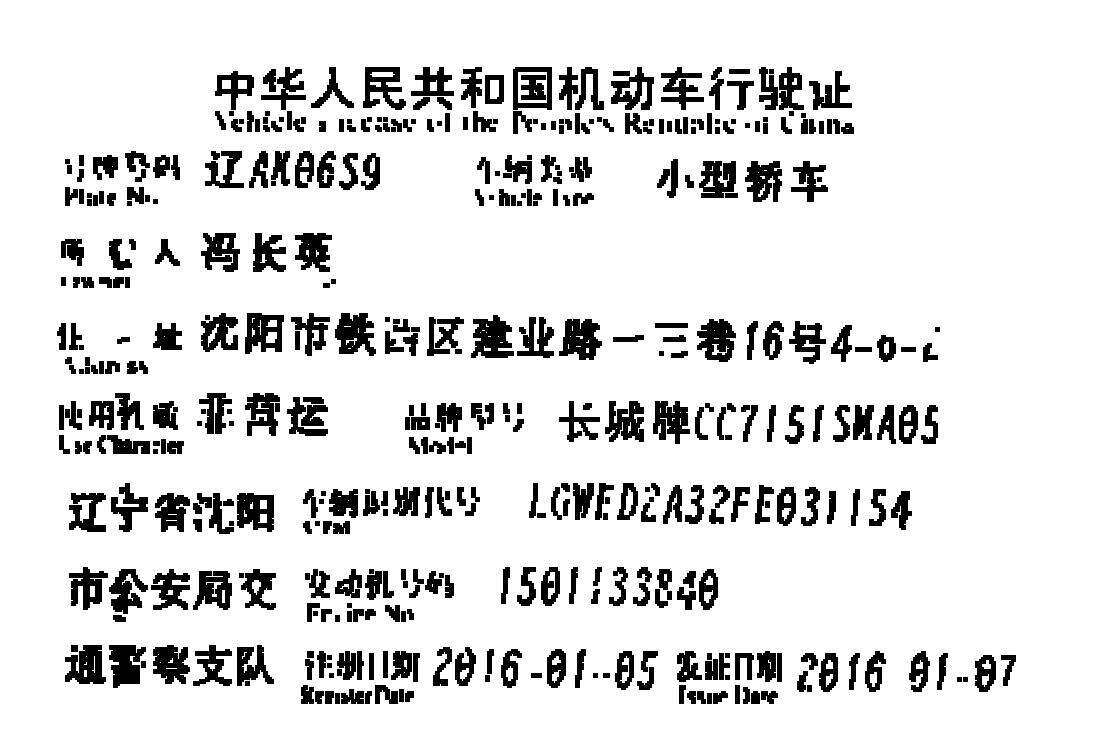 中华人民共和国机动车行驶证
Vehicle License of the People's Republic of China
号牌号码 辽AK06S9 车辆类型 小型轿车
Plate No. Vehicle Type
所有人 冯长英
Owner
住 址 沈阳市铁西区建业路一三巷16号4-0-2
Address
使用性质 非营运 品牌型号 长城牌CC7151SMA05
Use Character Model
辽宁省沈阳 车辆识别代号 LGWED2A32FE031154
VIN
市公安局交 发动机号码 1501133840
Engine No.
通警察支队 注册日期 2016-01-05 发证日期 2016-01-07
Register Date Issue Date